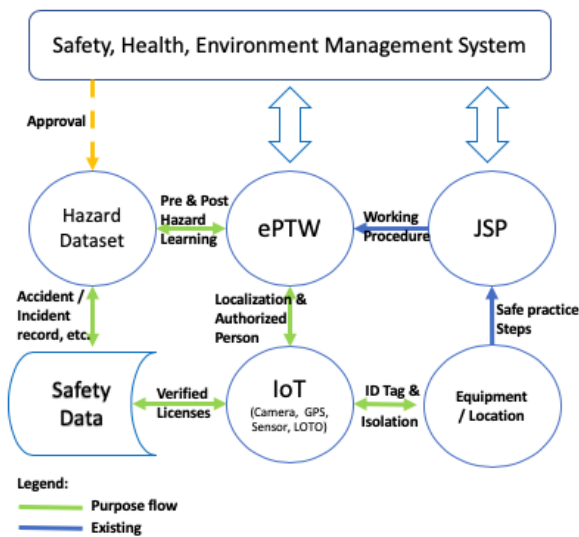 Safety, Health, Environment Management System
Approval
Hazard
Dataset
Pre & Post
Hazard
Learning
ePTW
Working
Procedure
JSP
Accident /
Incident
record, etc.
Localization &
Authorized
Person
Safe practice
Steps
Safety
Data
Verified
Licenses
IoT
(Camera, GPS,
Sensor, LOTO)
ID Tag &
Isolation
Equipment
/ Location
Legend:
Purpose flow
Existing